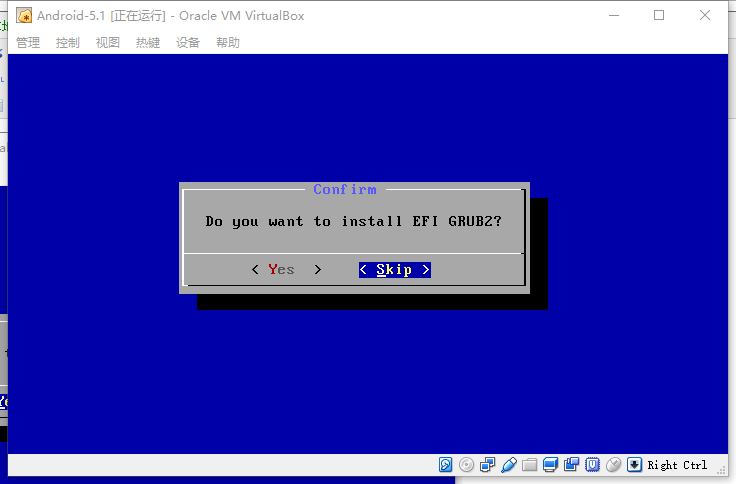 Android-5.1 [正在运行] - Oracle VM VirtualBox
管理 控制 视图 热键 设备 帮助
Confirm
Do you want to install EFI GRUB2?
< Yes > < Skip >
Right Ctrl